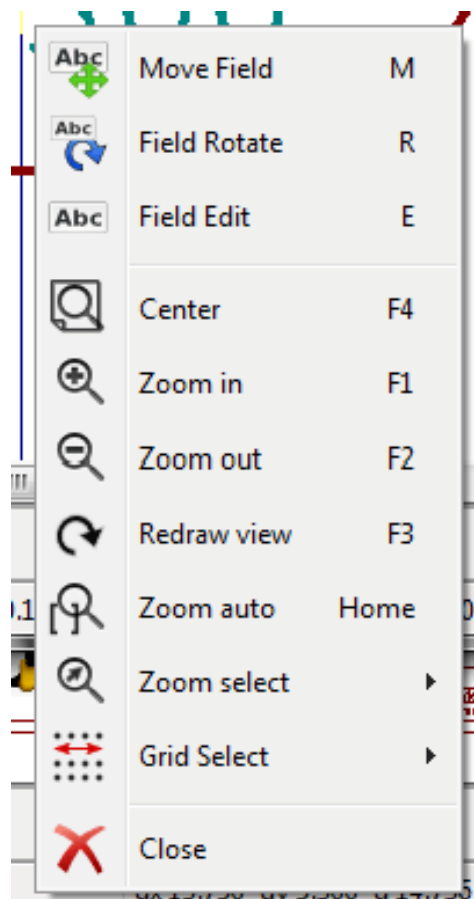 Abc Move Field M
Abc Field Rotate R
Abc Field Edit E
Center F4
Zoom in F1
Zoom out F2
Redraw view F3
Zoom auto Home
Zoom select
Grid Select
Close